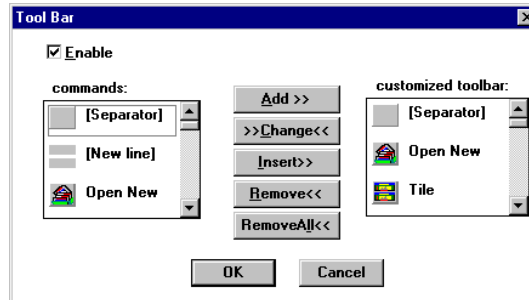 Tool Bar
Enable
commands:
[Separator]
[New line]
Open New
Add >>
>>Change<<
Insert>>
Remove<<
RemoveAll<<
customized toolbar:
[Separator]
Open New
Tile
OK
Cancel